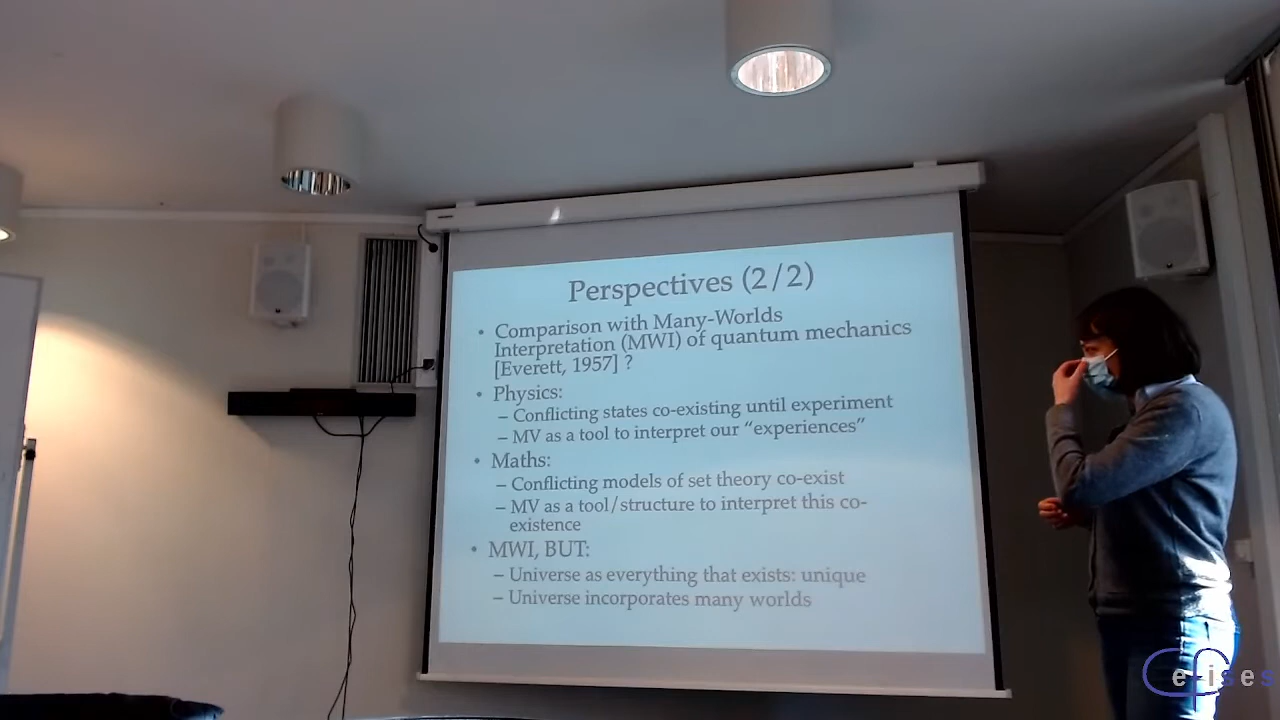 Perspectives (2/2)
• Comparison with Many-Worlds
Interpretation (MWI) of quantum mechanics
[Everett, 1957] ?
• Physics:
– Conflicting states co-existing until experiment
– MV as a tool to interpret our “experiences”
• Maths:
– Conflicting models of set theory co-exist
– MV as a tool/structure to interpret this co-
existence
• MWI, BUT:
– Universe as everything that exists: unique
– Universe incorporates many worlds